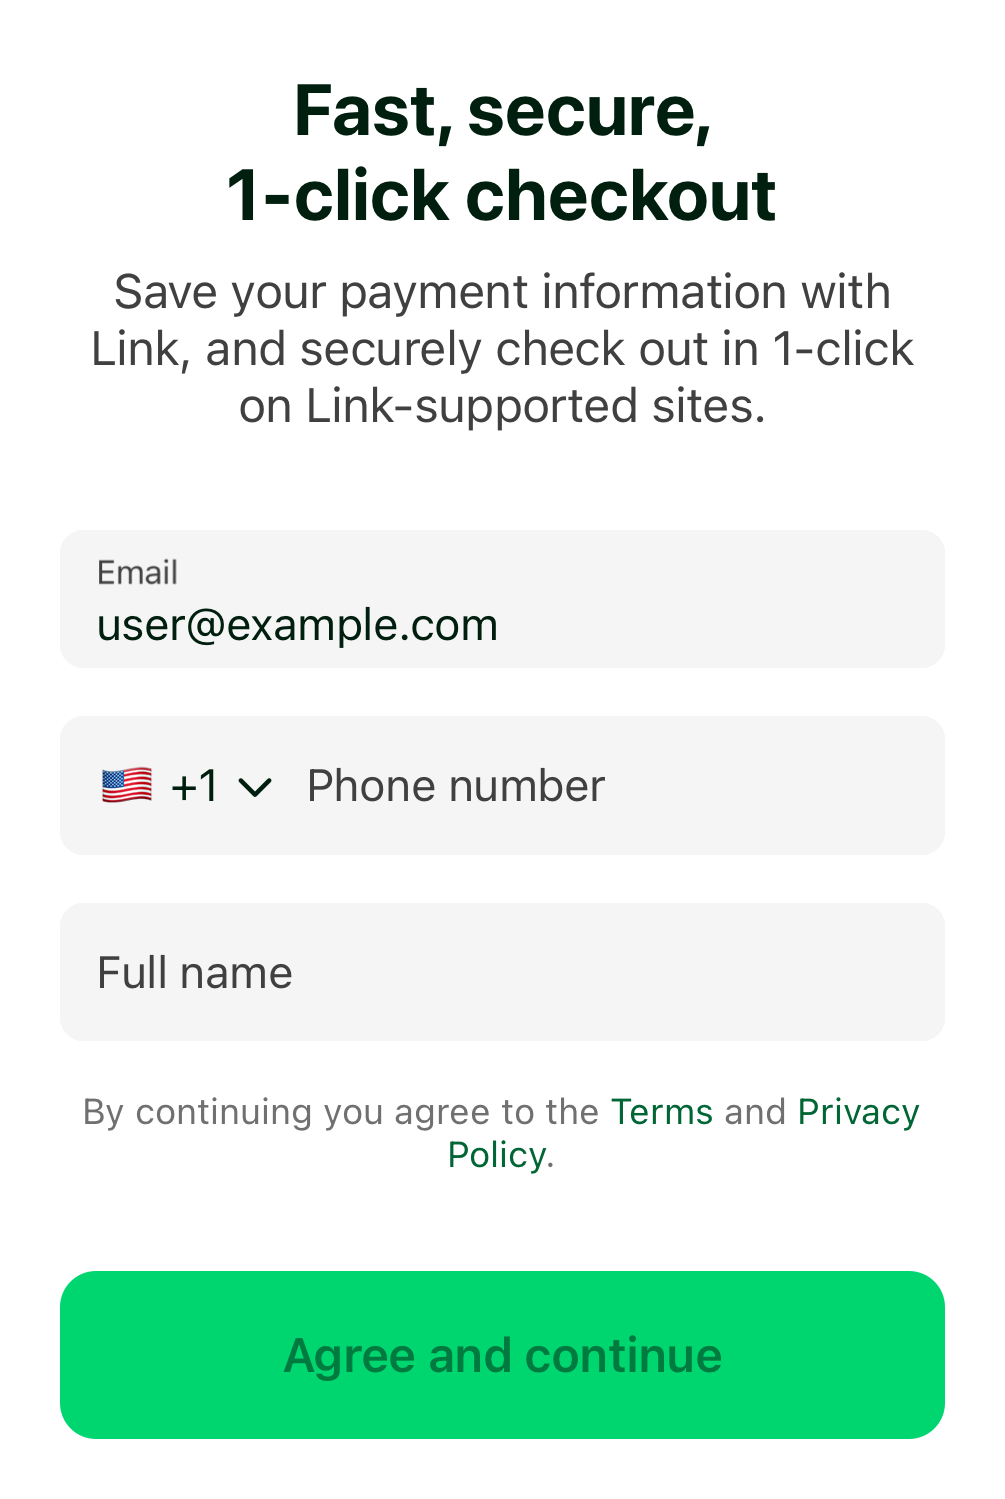 Fast, secure,
1-click checkout
Save your payment information with
Link, and securely check out in 1-click
on Link-supported sites.
Email
user@example.com
+1 Phone number
Full name
By continuing you agree to the Terms and Privacy
Policy.
Agree and continue